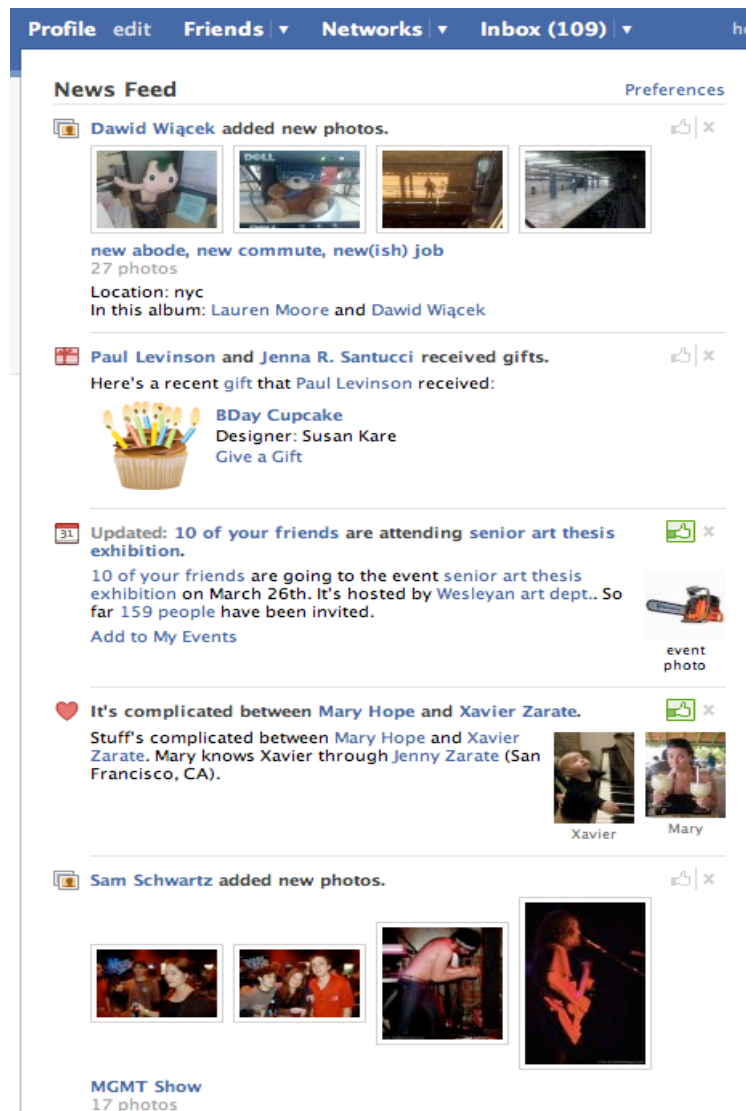 Profile edit Friends Networks Inbox (109)
News Feed Preferences
Dawid Wiącek added new photos.
DELL
new abode, new commute, new(ish) job
27 photos
Location: nyc
In this album: Lauren Moore and Dawid Wiącek
Paul Levinson and Jenna R. Santucci received gifts.
Here's a recent gift that Paul Levinson received:
BDay Cupcake
Designer: Susan Kare
Give a Gift
31
Updated: 10 of your friends are attending senior art thesis
exhibition.
10 of your friends are going to the event senior art thesis
exhibition on March 26th. It's hosted by Wesleyan art dept.. So
far 159 people have been invited.
Add to My Events
event
photo
It's complicated between Mary Hope and Xavier Zarate.
Stuff's complicated between Mary Hope and Xavier
Zarate. Mary knows Xavier through Jenny Zarate (San
Francisco, CA).
Xavier
Mary
Sam Schwartz added new photos.
MGMT Show
17 photos